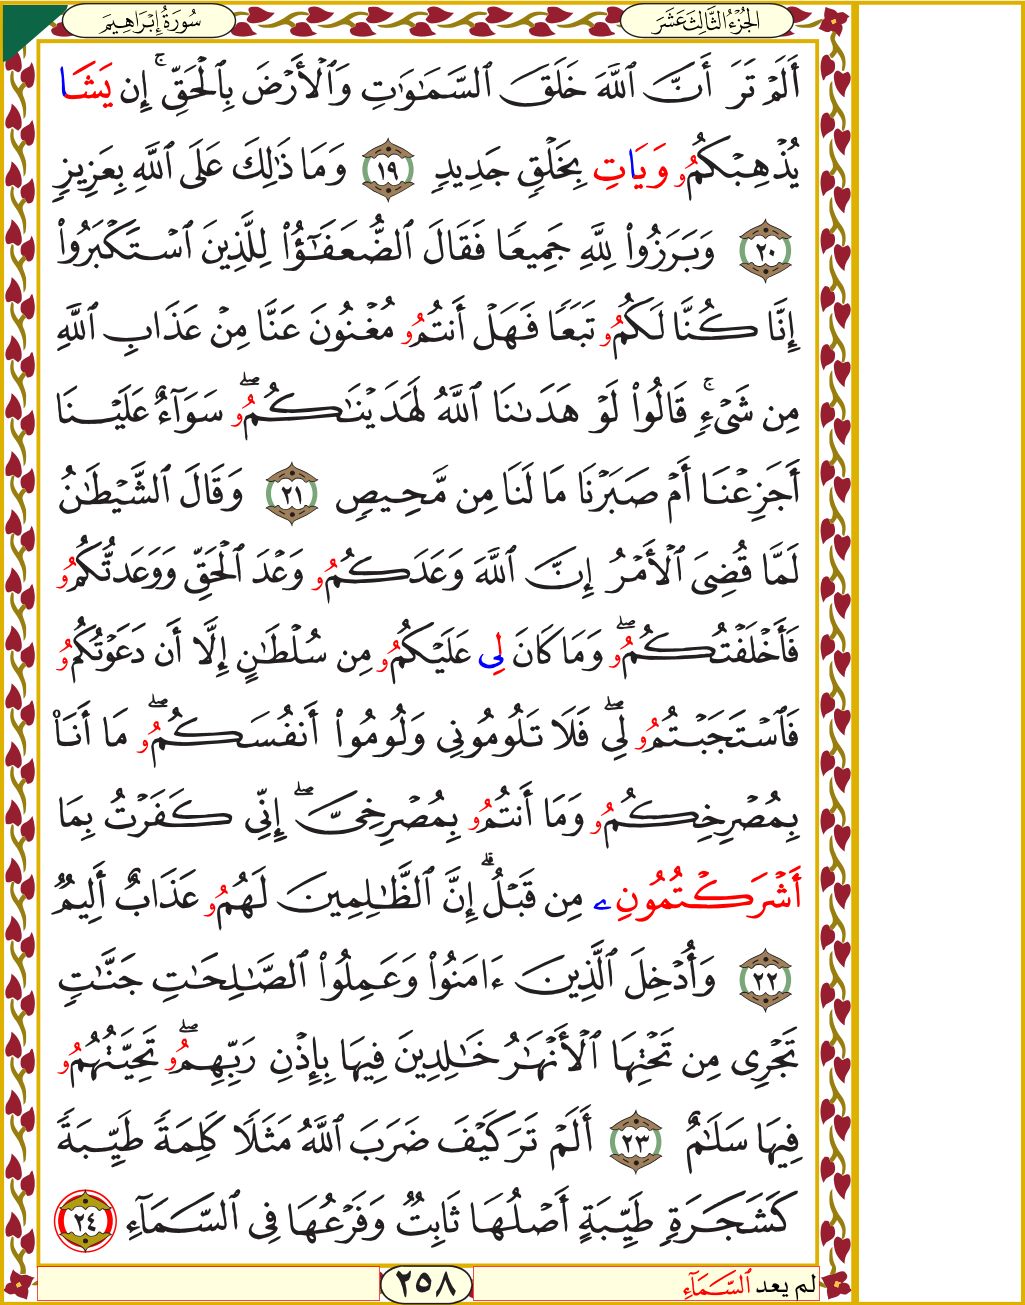 سُورَةُ إِبْرَاهِيمَ
الجُزْءُ الثَّالِثَ عَشَرَ
أَلَمْ تَرَ أَنَّ ٱللَّهَ خَلَقَ ٱلسَّمَٰوَٰتِ وَٱلْأَرْضَ بِٱلْحَقِّۚ إِن يَشَا
يُذْهِبْكُمُۥ وَيَاتِ بِخَلْقٍ جَدِيدٍ ١٩ وَمَا ذَٰلِكَ عَلَى ٱللَّهِ بِعَزِيزٍ
٢٠ وَبَرَزُوا۟ لِلَّهِ جَمِيعًا فَقَالَ ٱلضُّعَفَٰٓؤُا۟ لِلَّذِينَ ٱسْتَكْبَرُوٓا۟
إِنَّا كُنَّا لَكُمُۥ تَبَعًا فَهَلْ أَنتُمُۥ مُغْنُونَ عَنَّا مِنْ عَذَابِ ٱللَّهِ
مِن شَىْءٍۚ قَالُوا۟ لَوْ هَدَىٰنَا ٱللَّهُ لَهَدَيْنَٰكُمُۥۖ سَوَآءٌ عَلَيْنَا
أَجَزِعْنَا أَمْ صَبَرْنَا مَا لَنَا مِن مَّحِيصٍ ٢١ وَقَالَ ٱلشَّيْطَٰنُ
لَمَّا قُضِىَ ٱلْأَمْرُ إِنَّ ٱللَّهَ وَعَدَكُمُۥ وَعْدَ ٱلْحَقِّ وَوَعَدتُّكُمُۥ
فَأَخْلَفْتُكُمُۥۖ وَمَا كَانَ لِى عَلَيْكُمُۥ مِن سُلْطَٰنٍ إِلَّا أَن دَعَوْتُكُمُۥ
فَٱسْتَجَبْتُمُۥ لِىۖ فَلَا تَلُومُونِى وَلُومُوا۟ أَنفُسَكُمُۥۖ مَا أَنَا۠
بِمُصْرِخِكُمُۥ وَمَا أَنتُمُۥ بِمُصْرِخِىَّۖ إِنِّى كَفَرْتُ بِمَا
أَشْرَكْتُمُونِۦ مِن قَبْلُۗ إِنَّ ٱلظَّٰلِمِينَ لَهُمُۥ عَذَابٌ أَلِيمٌ
٢٢ وَأُدْخِلَ ٱلَّذِينَ ءَامَنُوا۟ وَعَمِلُوا۟ ٱلصَّٰلِحَٰتِ جَنَّٰتٍ
تَجْرِى مِن تَحْتِهَا ٱلْأَنْهَٰرُ خَٰلِدِينَ فِيهَا بِإِذْنِ رَبِّهِمُۥۖ تَحِيَّتُهُمُۥ
فِيهَا سَلَٰمٌ ٢٣ أَلَمْ تَرَ كَيْفَ ضَرَبَ ٱللَّهُ مَثَلًا كَلِمَةً طَيِّبَةً
كَشَجَرَةٍ طَيِّبَةٍ أَصْلُهَا ثَابِتٌ وَفَرْعُهَا فِى ٱلسَّمَآءِ ٢٤
لم يعد ٱلسَّمَآءِ
٢٥٨